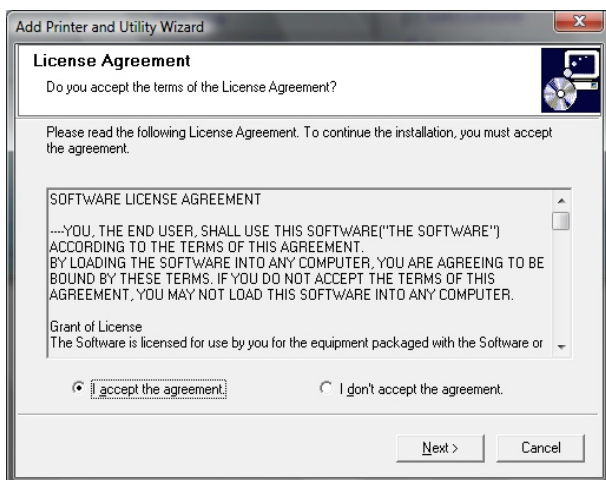 Add Printer and Utility Wizard
License Agreement
Do you accept the terms of the License Agreement?
Please read the following License Agreement. To continue the installation, you must accept
the agreement.
SOFTWARE LICENSE AGREEMENT
----YOU, THE END USER, SHALL USE THIS SOFTWARE("THE SOFTWARE")
ACCORDING TO THE TERMS OF THIS AGREEMENT.
BY LOADING THE SOFTWARE INTO ANY COMPUTER, YOU ARE AGREEING TO BE
BOUND BY THESE TERMS. IF YOU DO NOT ACCEPT THE TERMS OF THIS
AGREEMENT, YOU MAY NOT LOAD THIS SOFTWARE INTO ANY COMPUTER.
Grant of License
The Software is licensed for use by you for the equipment packaged with the Software or
I accept the agreement. I don't accept the agreement.
Next > Cancel